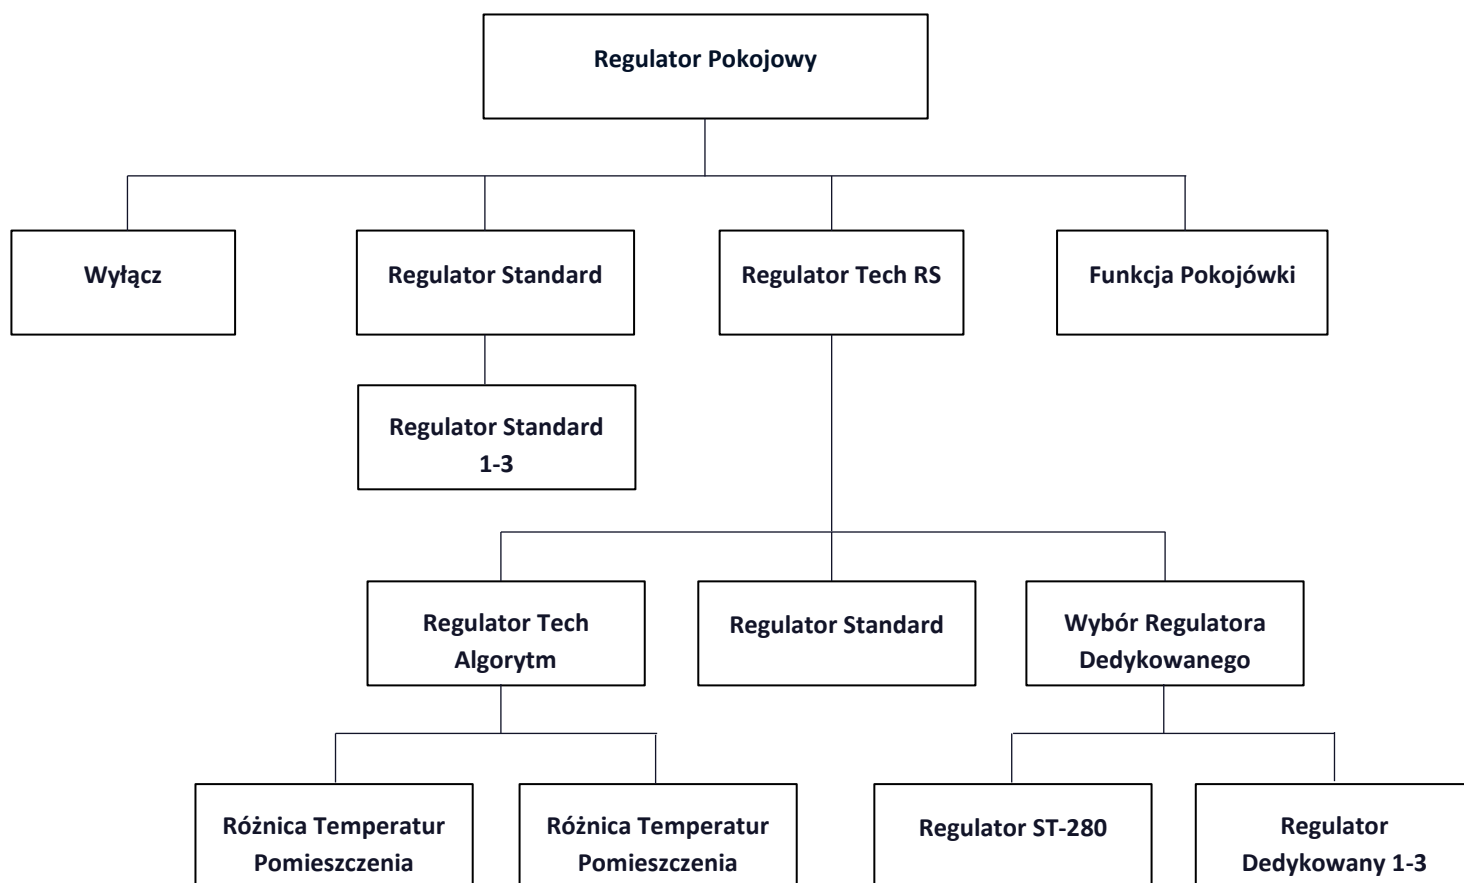 Regulator Pokojowy
Wyłącz
Regulator Standard
Regulator Tech RS
Funkcja Pokojówki
Regulator Standard
1-3
Regulator Tech
Algorytm
Regulator Standard
Wybór Regulatora
Dedykowanego
Różnica Temperatur
Pomieszczenia
Różnica Temperatur
Pomieszczenia
Regulator ST-280
Regulator
Dedykowany 1-3